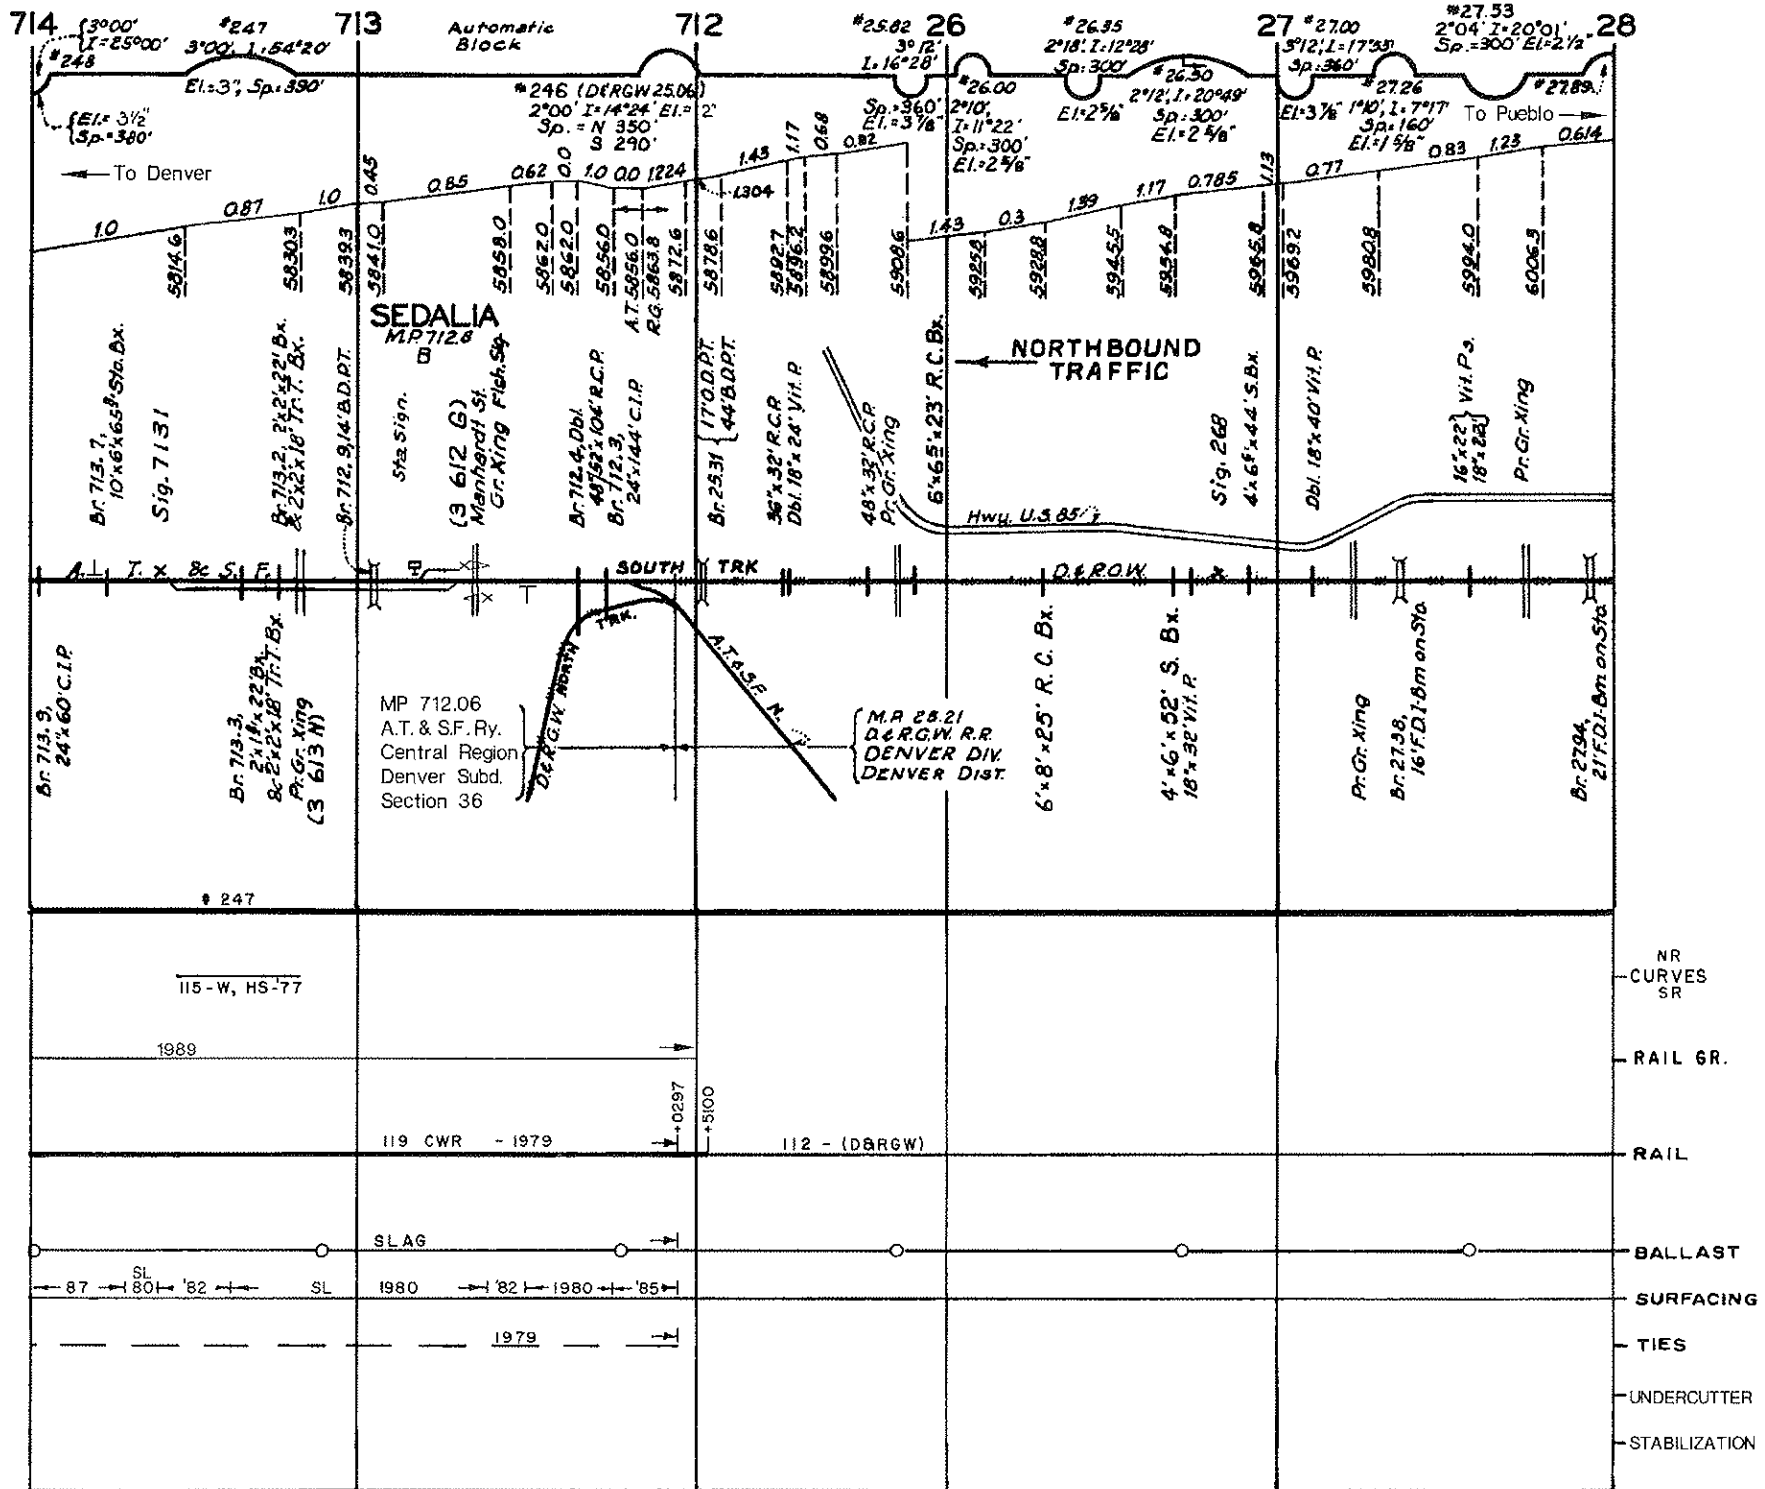 714
713
712
26
27
28
3°00'
I=25°00'
#248
El.= 3½"
Sp.=380'
#247
3°00', I.=54°20'
El.=3", Sp.=390'
Automatic
Block
#246 (D&RGW 25.06)
2°00' I=14°24' El.= 2"
Sp. = N 350'
S 290'
#25.82
3°12'
I.=16°28'
Sp.=360'
El.=3⅞"
#26.00
2°10',
I=11°22'
Sp.=300'
El.=2⅝"
#26.35
2°18', I=12°28'
Sp.=300'
El=2⅝"
#26.50
2°12', I=20°49'
Sp.=300'
El.=2⅝"
#27.00
3°12', I=17°33'
Sp.=360'
El=3⅞"
#27.26
1°10', I=7°17'
Sp.=160'
El.=1⅝"
#27.53
2°04' I=20°01'
Sp.=300' El=2½"
#27.89
To Denver
To Pueblo
1.0
0.87
1.0
0.45
0.85
0.62
0.0
1.0
0.0
1.224
1.304
1.43
1.17
0.68
0.82
1.43
0.3
1.39
1.17
0.785
1.13
0.77
0.83
1.23
0.614
5814.6
5830.3
5839.3
5841.0
5858.0
5862.0
5862.0
5856.0
A.T. 5856.0
R.G. 5863.8
5872.6
5878.6
5892.7
5896.2
5899.6
5908.6
5925.8
5928.8
5945.5
5954.8
5965.8
5969.2
5980.8
5994.0
6006.5
SEDALIA
M.P. 712.8
B
NORTHBOUND
TRAFFIC
Br. 713.7,
10'x6'x65' Sto. Bx.
Sig. 7131
Br. 713.2, 2'x2'x22' Bx.
& 2'x2'x18' Tr. T. Bx.
Br. 712.9, 14' B.D.P.T.
Sta. Sign.
(3 612 G)
Manhardt St.
Gr. Xing Flsh. Sig.
Br. 712.4, Dbl.
48"x52"x104' R.C.P.
Br. 712.3,
24"x144' C.I.P.
Br. 25.31
17' O.D.P.T.
44' B.D.P.T.
36"x32' R.C.P.
Dbl. 18"x24' Vit. P.
48"x32' R.C.P.
Pr. Gr. Xing
6'x6.5'x23' R.C. Bx.
Sig. 268
4'x6'x44' S. Bx.
Dbl. 18"x40' Vit. P.
16"x22'
18"x28'
Vit. Ps.
Pr. Gr. Xing
Hwy. U.S. 85
A. T. & S. F.
SOUTH TRK
D. & R.G.W.
D.& R.G.W. NORTH TRK.
A.T.& S.F. N.
Br. 713.9,
24"x60' C.I.P.
Br. 713.3,
& 2'x2'x18' Tr. T. Bx.
Pr. Gr. Xing
(3 613 H)
MP 712.06
A.T. & S.F. Ry.
Central Region
Denver Subd.
Section 36
M.P. 25.21
D.& R.G.W. R.R.
DENVER DIV.
DENVER DIST.
6'x8'x25' R.C. Bx.
4'x6'x52' S. Bx.
18"x32' Vit. P.
Pr. Gr. Xing
Br. 27.38,
16' F.D. I-Bm on Sto.
Br. 27.94,
21' F.D. I-Bm on Sto.
# 247
115-W, HS-'77
NR
CURVES
SR
1989
RAIL GR.
+0297
+5100
119 CWR - 1979
112 - (D&RGW)
RAIL
SLAG
BALLAST
87
SL
80
'82
SL
1980
'82
1980
'85
SURFACING
1979
TIES
UNDERCUTTER
STABILIZATION